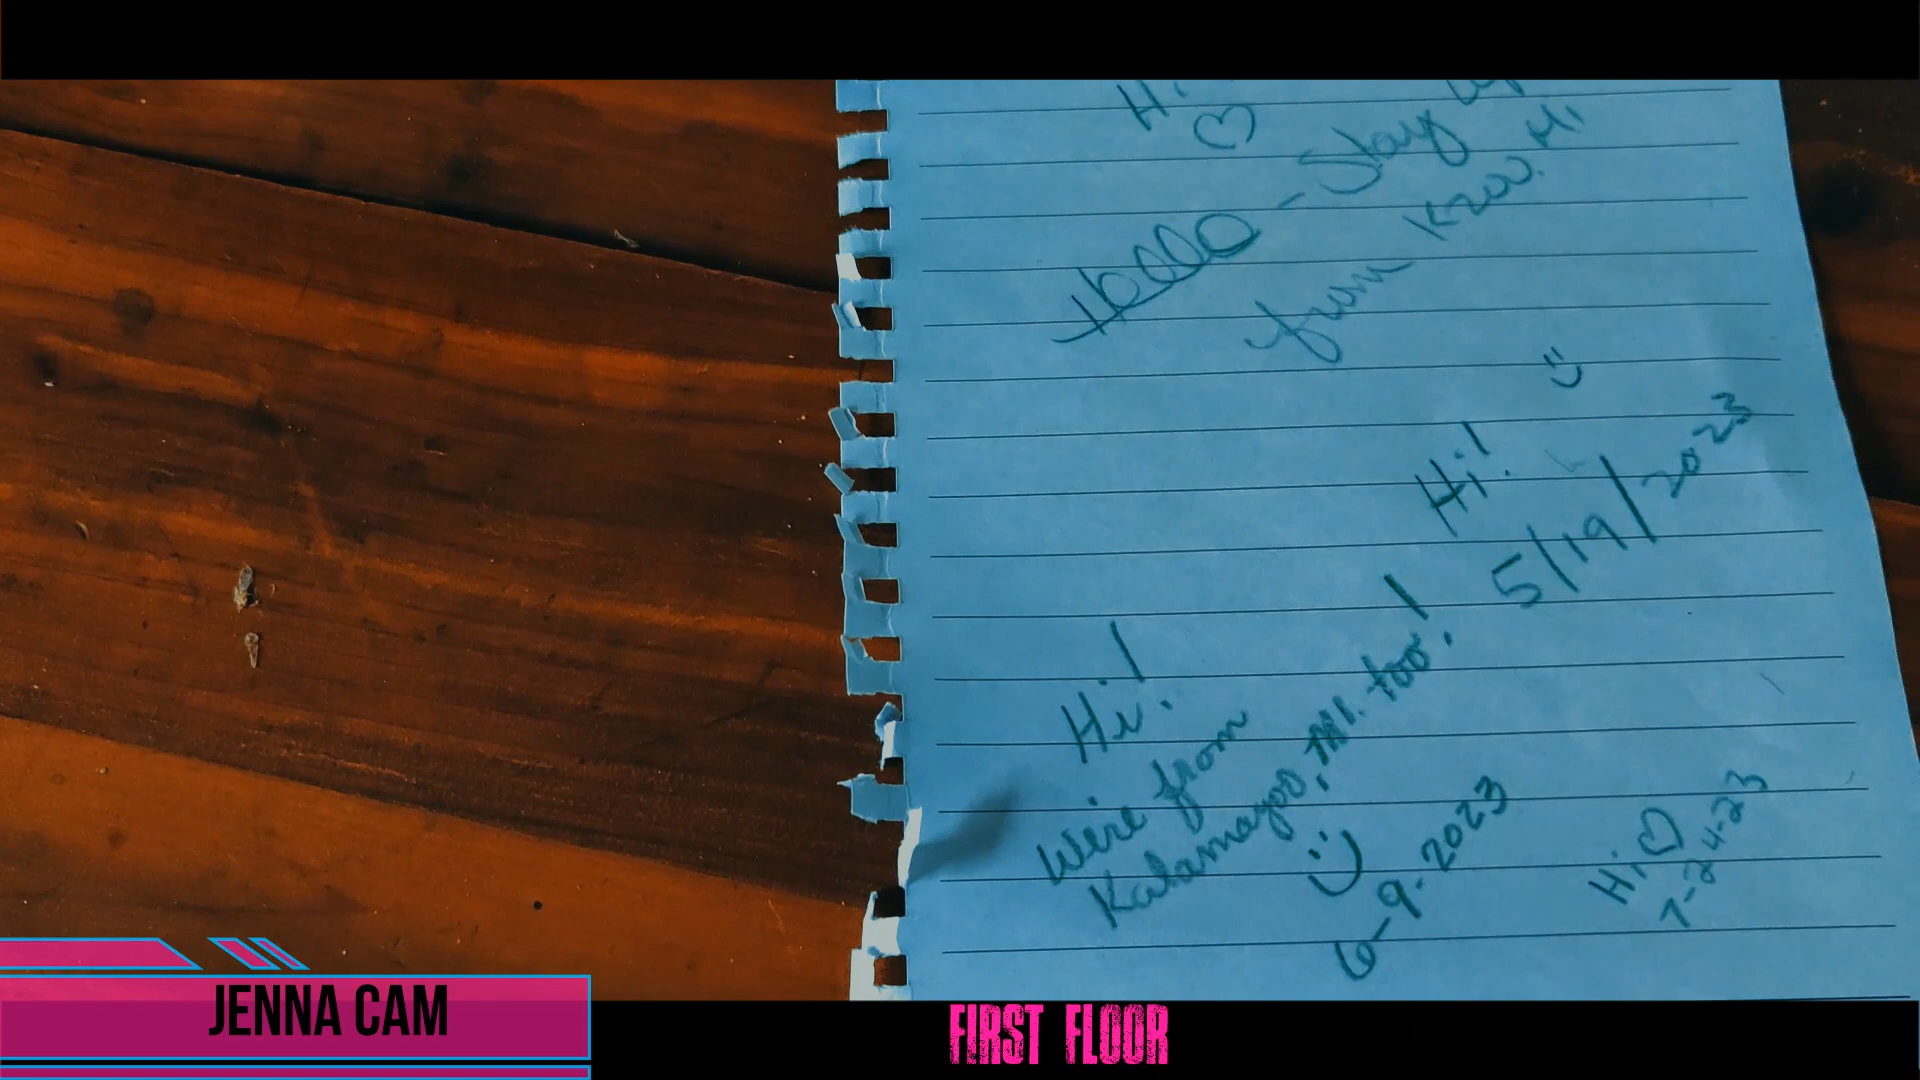 Hi
♡
Hello - Stay
from Kzoo. Mi
Hi!
5/19/2023
Hi!
We're from
Kalamazoo, MI. too!
6-9-2023
Hi ♡
7-24-23
JENNA CAM
FIRST FLOOR